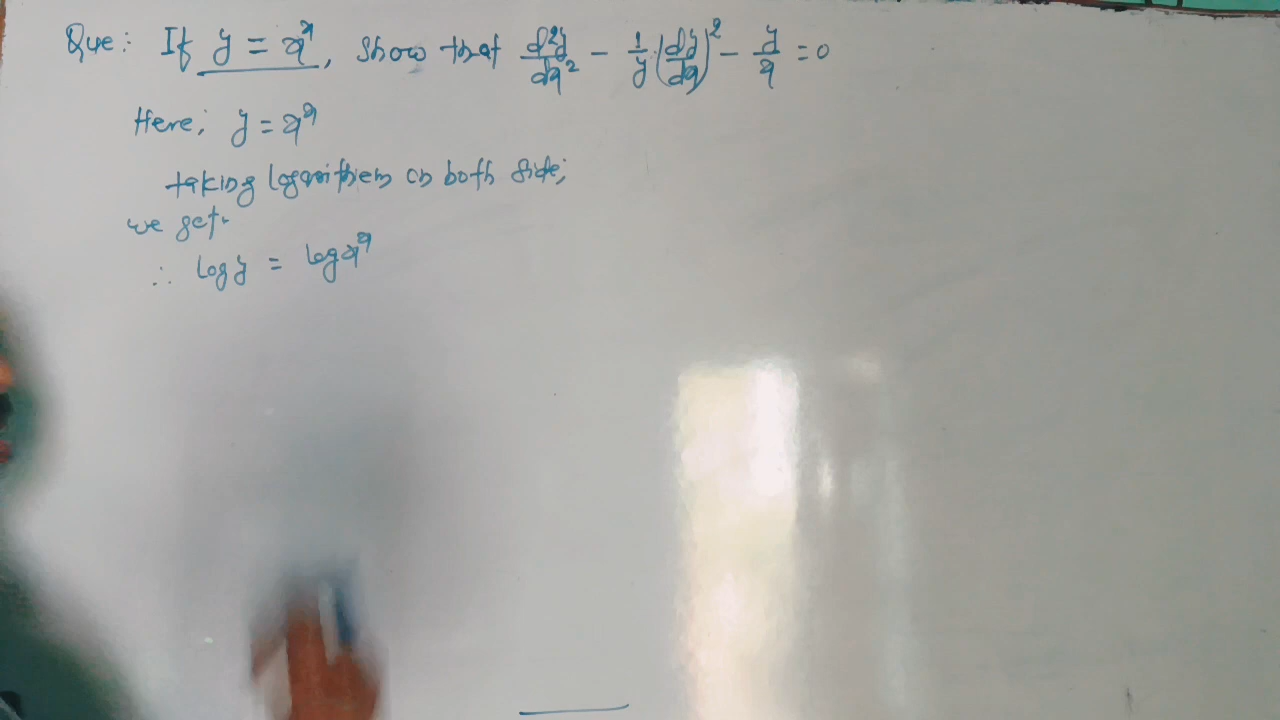 Que: If y = x^x, show that d²y/dx² - 1/y (dy/dx)² - y/x = 0
Here; y = x^x
taking logarithem on both side;
we get.
∴ log y = log x^x